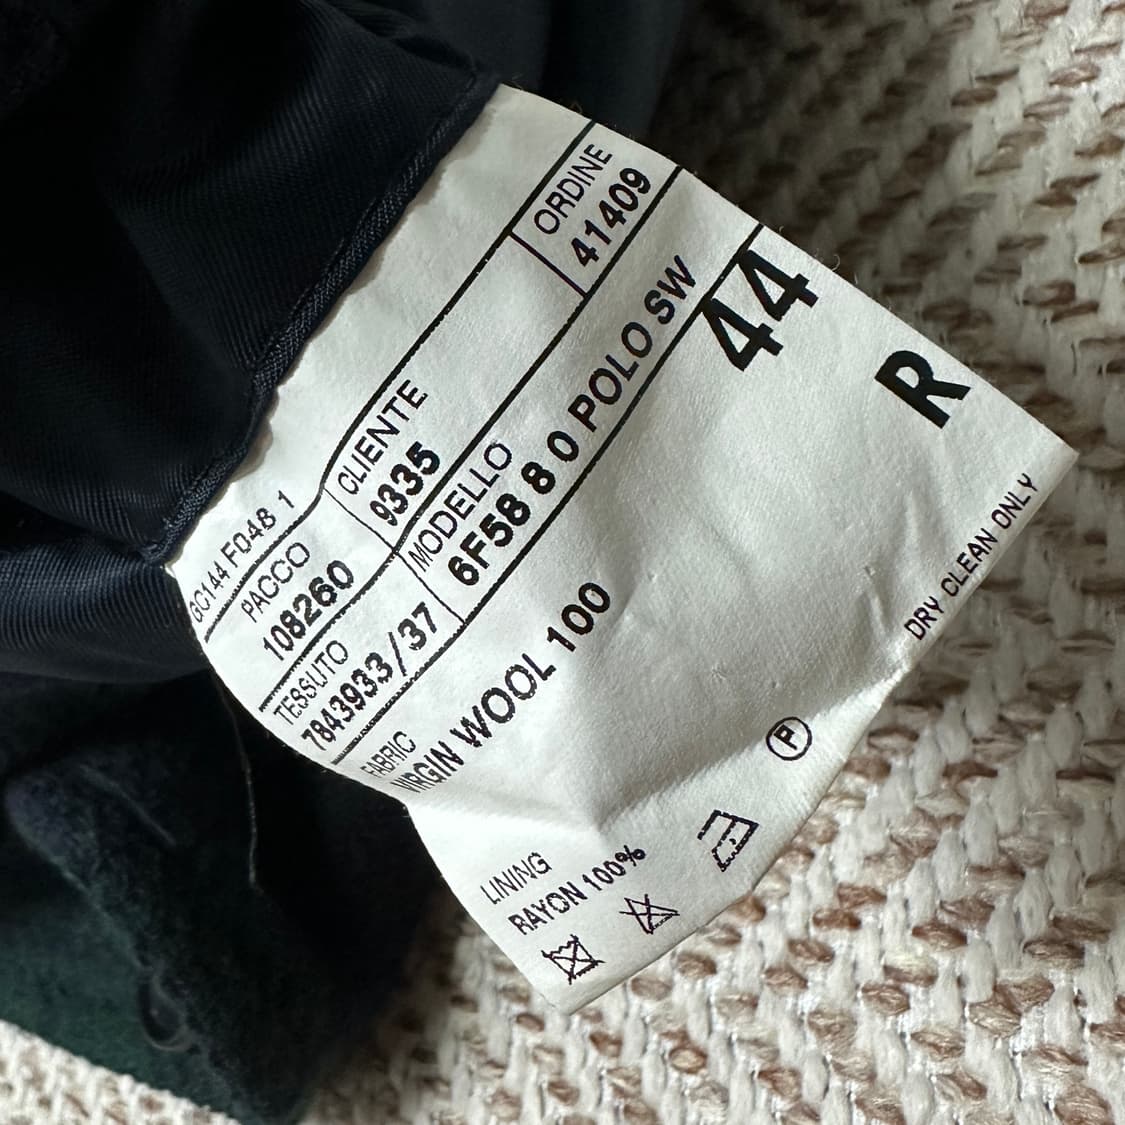 GC144 F048 1
PACCO
108260
CLIENTE
9335
ORDINE
41409
TESSUTO
7843933/37
MODELLO
6F58 8 0 POLO SW
FABRIC
VIRGIN WOOL 100
44
R
LINING
RAYON 100%
P
DRY CLEAN ONLY